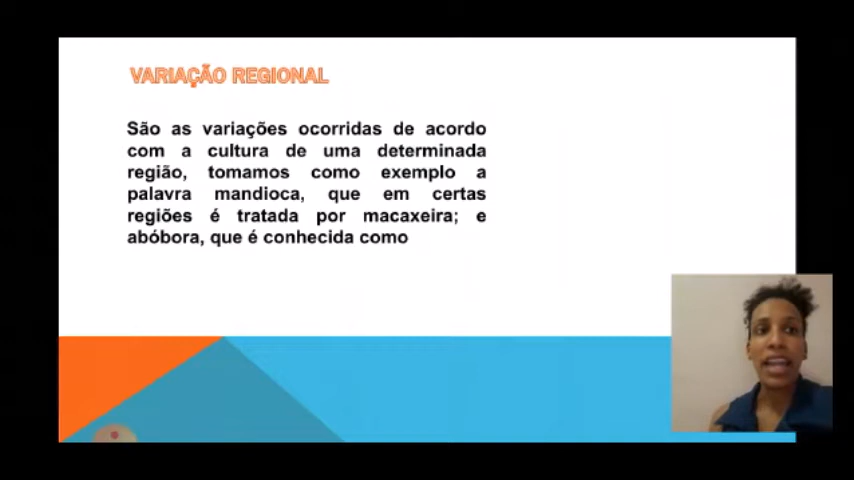 VARIAÇÃO REGIONAL
São as variações ocorridas de acordo
com a cultura de uma determinada
região, tomamos como exemplo a
palavra mandioca, que em certas
regiões é tratada por macaxeira; e
abóbora, que é conhecida como